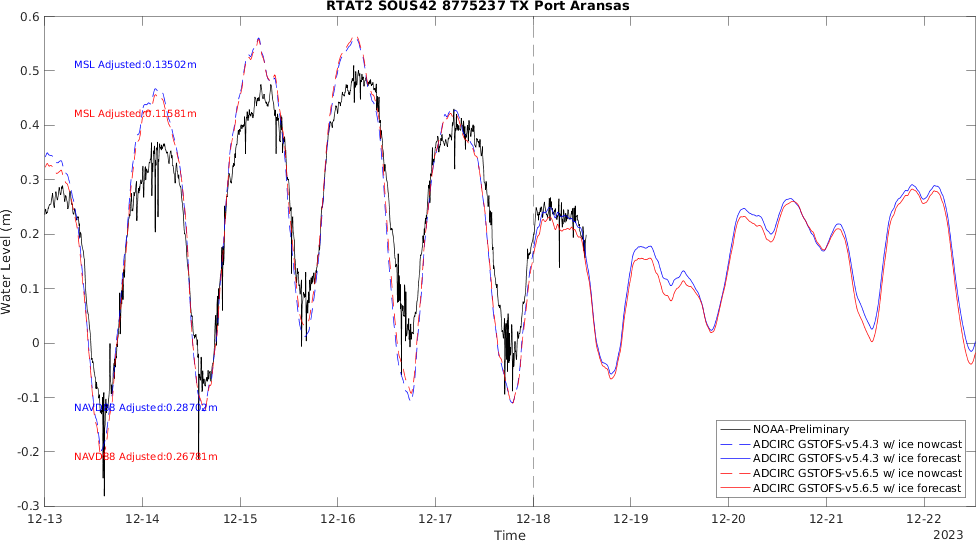 RTAT2 SOUS42 8775237 TX Port Aransas
0.6
0.5
0.4
0.3
0.2
0.1
0
-0.1
-0.2
-0.3
Water Level (m)
MSL Adjusted:0.13502m
MSL Adjusted:0.11581m
NAVD88 Adjusted:0.28702m
NAVD88 Adjusted:0.26781m
NOAA-Preliminary
ADCIRC GSTOFS-v5.4.3 w/ ice nowcast
ADCIRC GSTOFS-v5.4.3 w/ ice forecast
ADCIRC GSTOFS-v5.6.5 w/ ice nowcast
ADCIRC GSTOFS-v5.6.5 w/ ice forecast
12-13 12-14 12-15 12-16 12-17 12-18 12-19 12-20 12-21 12-22
Time
2023